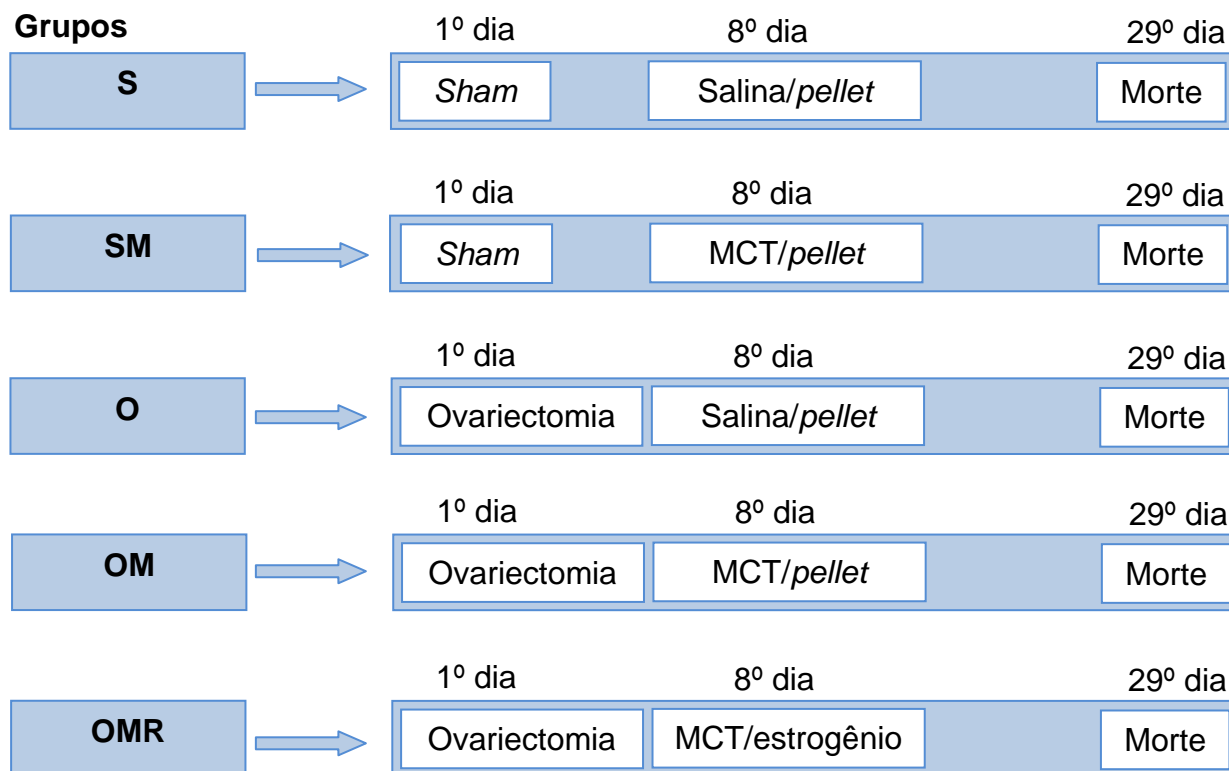 Grupos
1º dia 8º dia 29º dia
S Sham Salina/pellet Morte
1º dia 8º dia 29º dia
SM Sham MCT/pellet Morte
1º dia 8º dia 29º dia
O Ovariectomia Salina/pellet Morte
1º dia 8º dia 29º dia
OM Ovariectomia MCT/pellet Morte
1º dia 8º dia 29º dia
OMR Ovariectomia MCT/estrogênio Morte